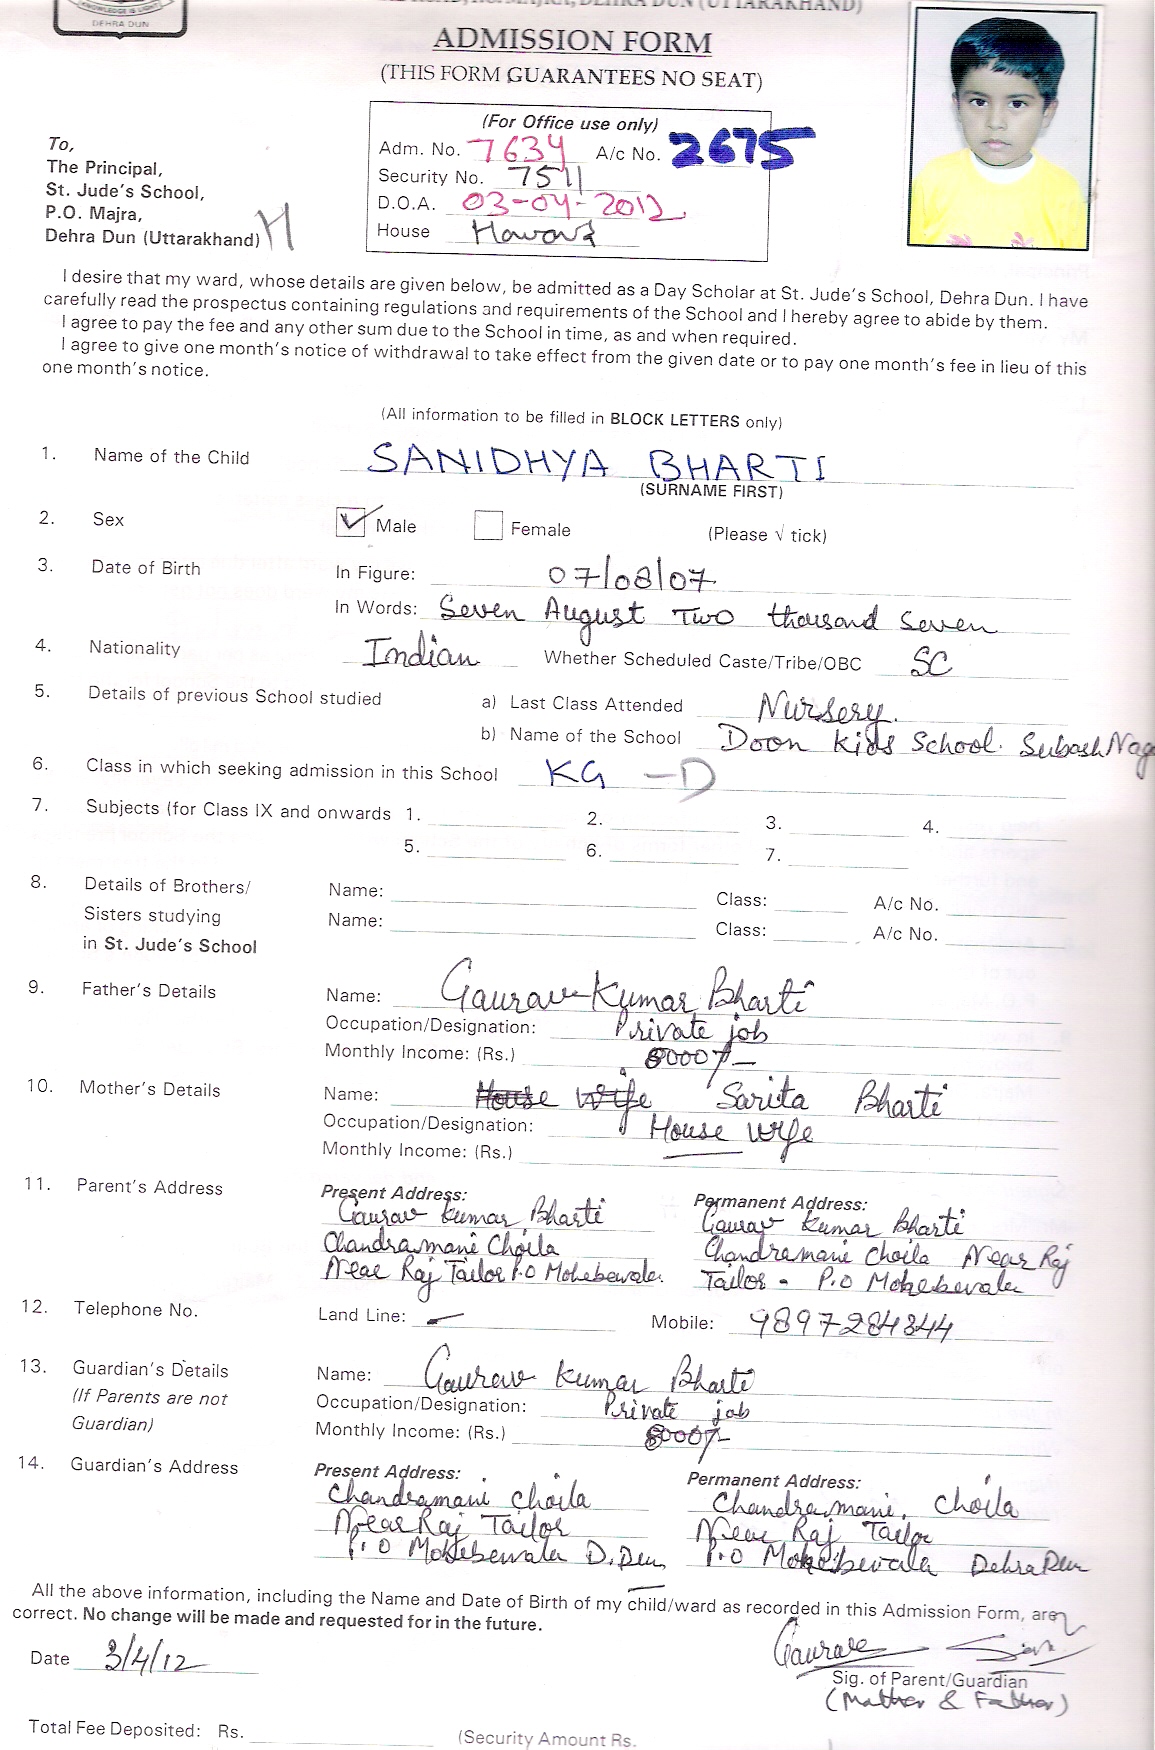 KNOWLEDGE IS LIGHT
DEHRA DUN
ROAD, P.O. MAJRA, DEHRA DUN (UTTARAKHAND)
ADMISSION FORM
(THIS FORM GUARANTEES NO SEAT)
(For Office use only)
Adm. No. 7634 A/c No. 2675
Security No. 7511
D.O.A. 03-04-2012
House
To,
The Principal,
St. Jude's School,
P.O. Majra,
Dehra Dun (Uttarakhand) H
I desire that my ward, whose details are given below, be admitted as a Day Scholar at St. Jude's School, Dehra Dun. I have
carefully read the prospectus containing regulations and requirements of the School and I hereby agree to abide by them.
I agree to pay the fee and any other sum due to the School in time, as and when required.
I agree to give one month's notice of withdrawal to take effect from the given date or to pay one month's fee in lieu of this
one month's notice.
(All information to be filled in BLOCK LETTERS only)
1. Name of the Child SANIDHYA BHARTI
(SURNAME FIRST)
2. Sex Male Female (Please √ tick)
3. Date of Birth In Figure: 07/08/07
In Words: Seven August Two thousand Seven
4. Nationality Indian Whether Scheduled Caste/Tribe/OBC SC
5. Details of previous School studied a) Last Class Attended Nursery.
b) Name of the School Doon Kids School. Subash Nag
6. Class in which seeking admission in this School KG - D
7. Subjects (for Class IX and onwards 1. 2. 3. 4.
5. 6. 7.
8. Details of Brothers/ Name: Class: A/c No.
Sisters studying Name: Class: A/c No.
in St. Jude's School
9. Father's Details Name: Gaurav Kumar Bharti
Occupation/Designation: Private job
Monthly Income: (Rs.) 8000/-
10. Mother's Details Name: House Wife Sarita Bharti
Occupation/Designation: House wife
Monthly Income: (Rs.)
11. Parent's Address Present Address: Permanent Address:
Gaurav Kumar Bharti Gaurav Kumar Bharti
Chandramani Choila Chandramani Choila Near Raj
Near Raj Tailor P.O Mohebewala. Tailor - P.O Mohebewala
12. Telephone No. Land Line: - Mobile: 9897284344
13. Guardian's Details Name: Gaurav Kumar Bharti
(If Parents are not Occupation/Designation: Private job
Guardian) Monthly Income: (Rs.) 8000/-
14. Guardian's Address Present Address: Permanent Address:
Chandramani Choila Chandramani. Choila
Near Raj Tailor Near Raj Tailor
P.O Mohebewala D.Dun P.O Mohebewala Dehra Dun
All the above information, including the Name and Date of Birth of my child/ward as recorded in this Admission Form, are
correct. No change will be made and requested for in the future.
Date 3/4/12 Gaurav
Sig. of Parent/Guardian
(Mather & Father)
Total Fee Deposited: Rs. (Security Amount Rs.